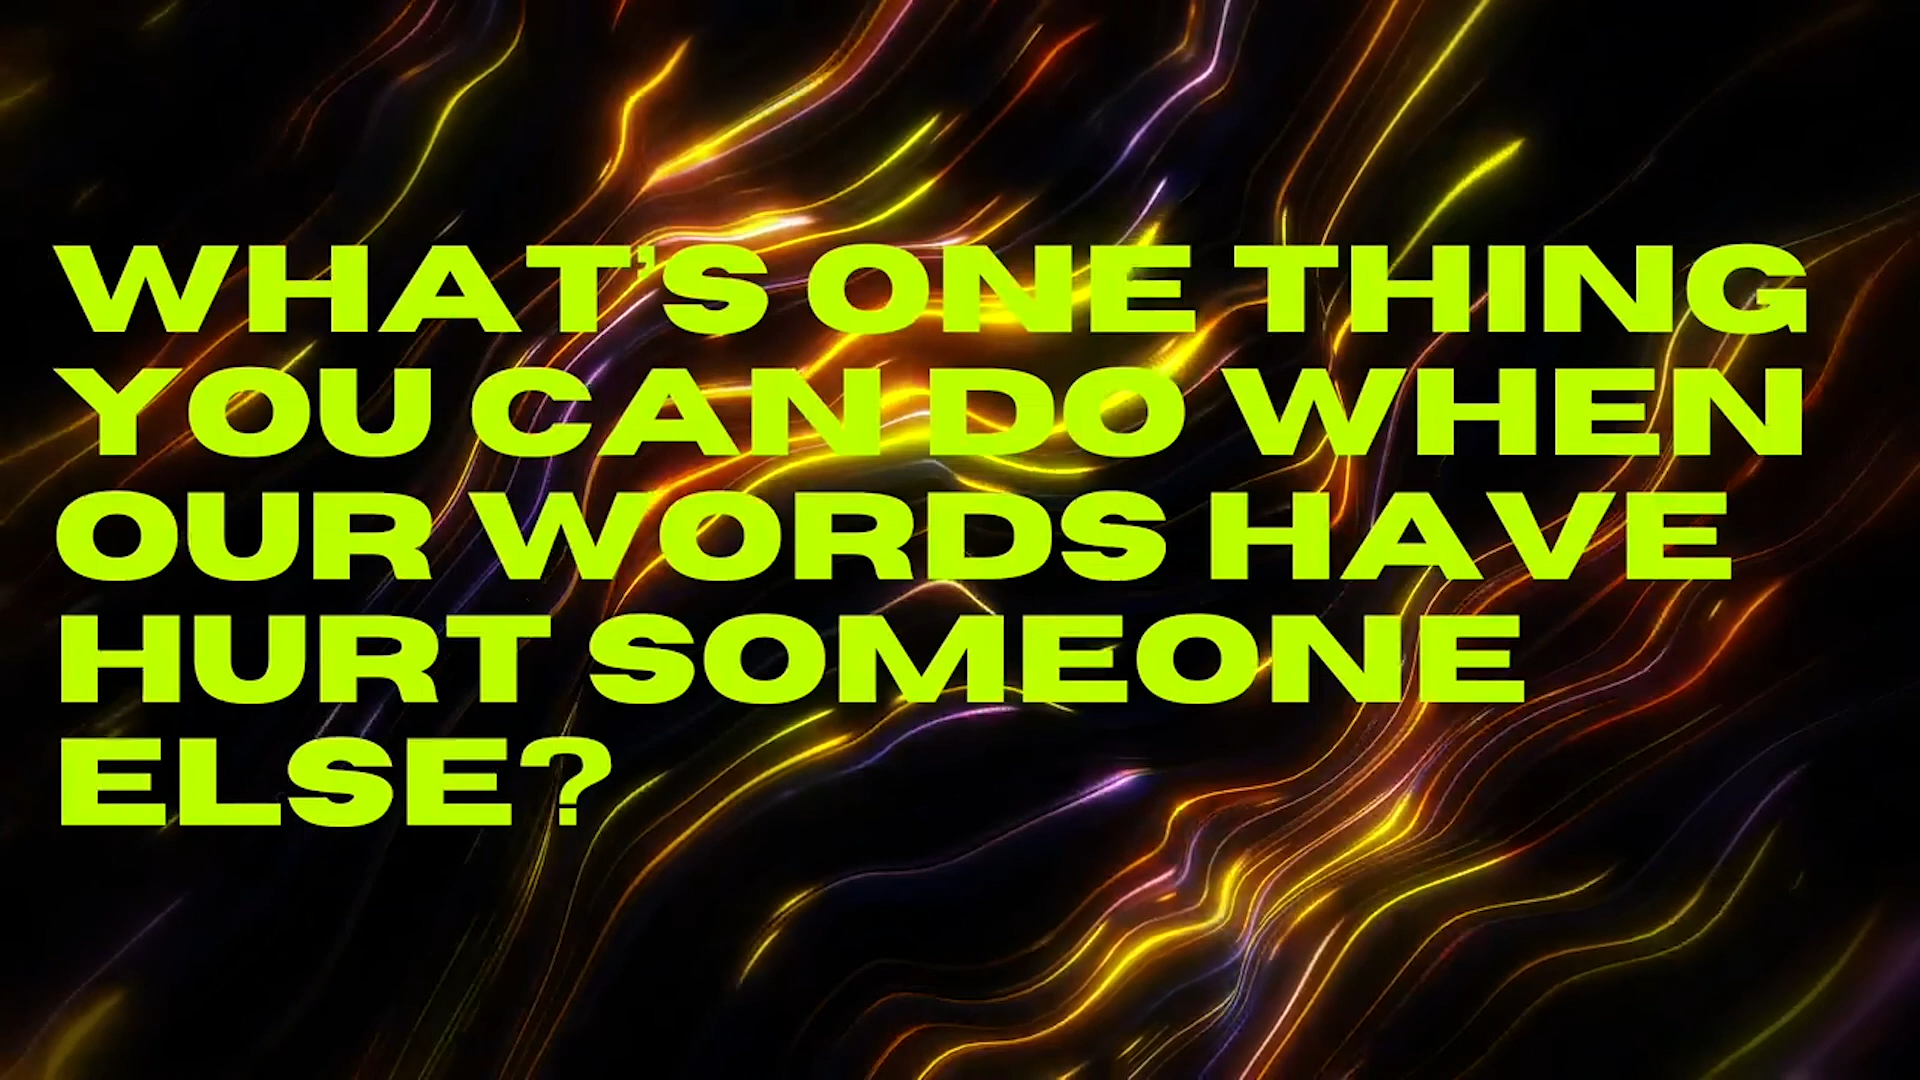 WHAT'S ONE THING
YOU CAN DO WHEN
OUR WORDS HAVE
HURT SOMEONE
ELSE?